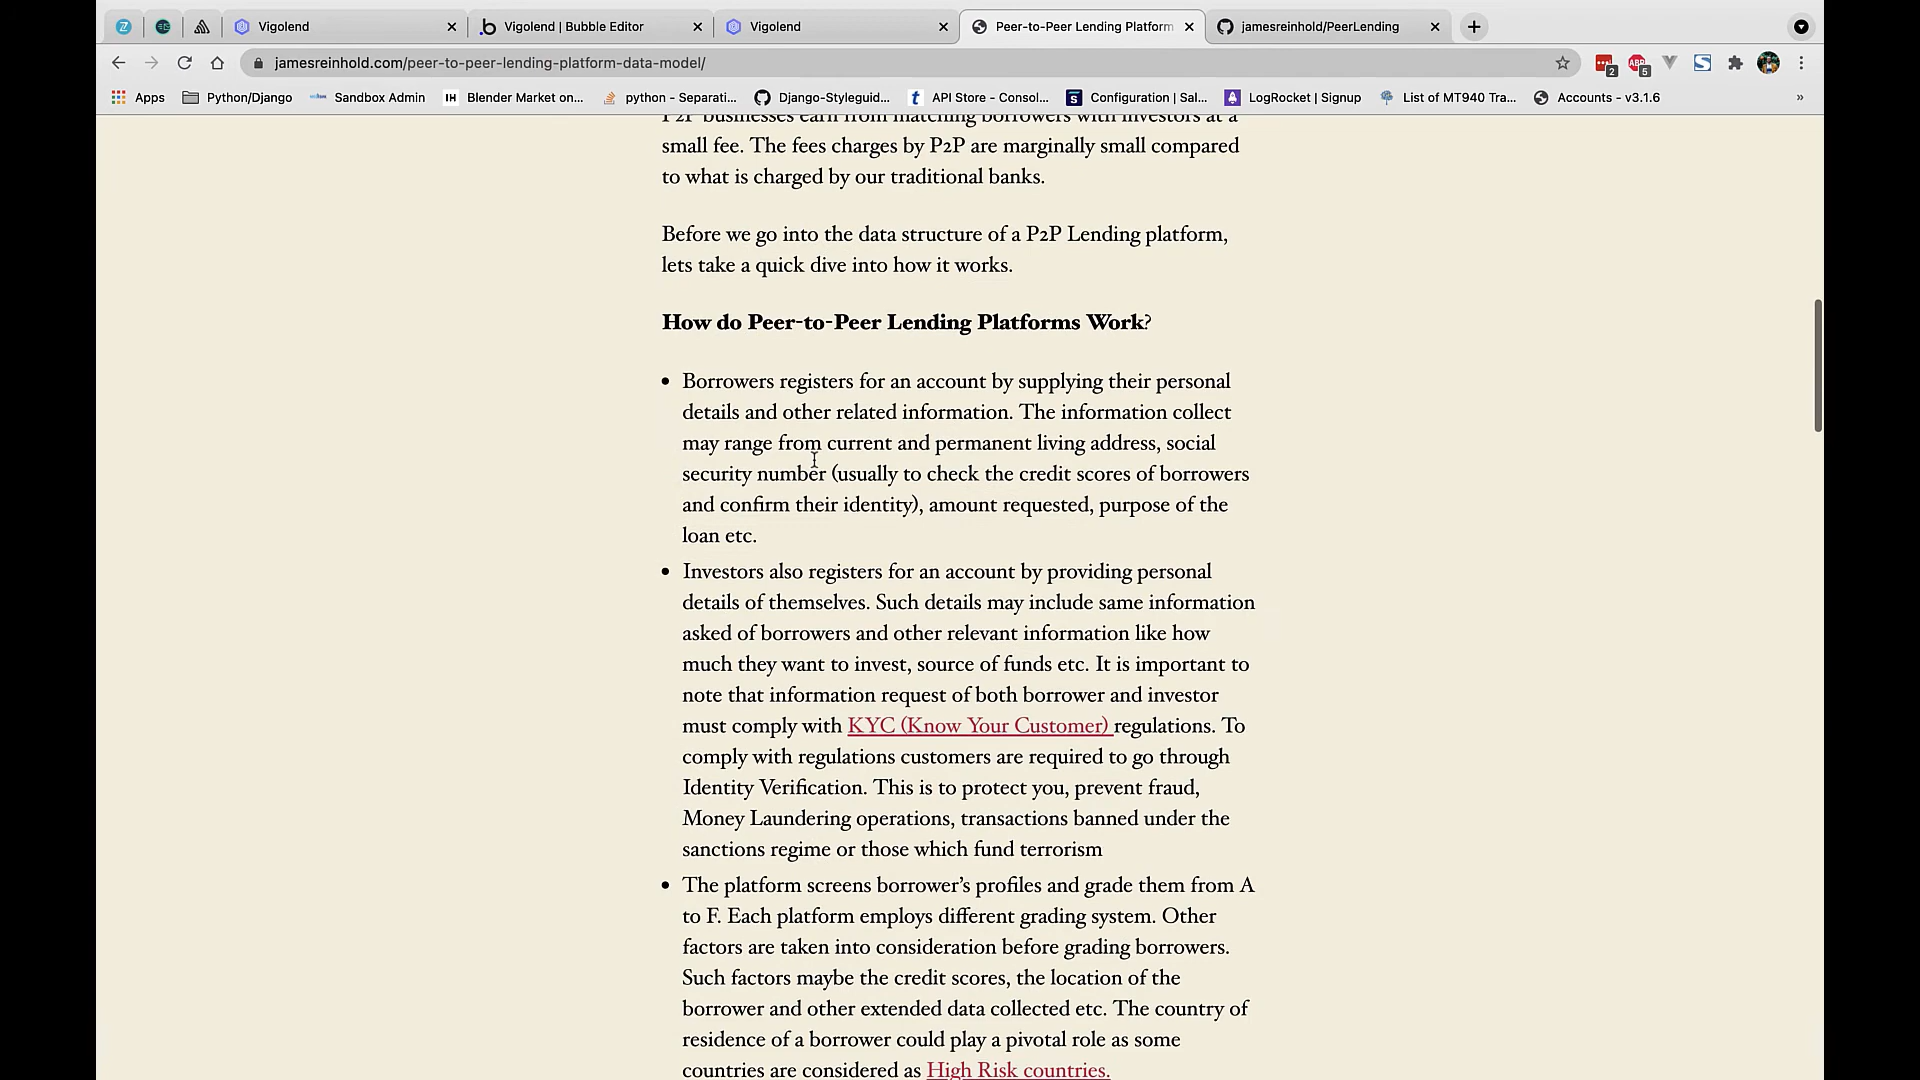 Vigolend
Vigolend | Bubble Editor
Vigolend
Peer-to-Peer Lending Platform
jamesreinhold/PeerLending
jamesreinhold.com/peer-to-peer-lending-platform-data-model/
2
ABP
5
Apps
Python/Django
Sandbox Admin
IH Blender Market on...
python - Separati...
Django-Styleguid...
t API Store - Consol...
Configuration | Sal...
LogRocket | Signup
List of MT940 Tra...
Accounts - v3.1.6
»
P2P businesses earn from matching borrowers with investors at a
small fee. The fees charges by P2P are marginally small compared
to what is charged by our traditional banks.
Before we go into the data structure of a P2P Lending platform,
lets take a quick dive into how it works.
How do Peer-to-Peer Lending Platforms Work?
• Borrowers registers for an account by supplying their personal
details and other related information. The information collect
may range from current and permanent living address, social
security number (usually to check the credit scores of borrowers
and confirm their identity), amount requested, purpose of the
loan etc.
• Investors also registers for an account by providing personal
details of themselves. Such details may include same information
asked of borrowers and other relevant information like how
much they want to invest, source of funds etc. It is important to
note that information request of both borrower and investor
must comply with KYC (Know Your Customer) regulations. To
comply with regulations customers are required to go through
Identity Verification. This is to protect you, prevent fraud,
Money Laundering operations, transactions banned under the
sanctions regime or those which fund terrorism
• The platform screens borrower’s profiles and grade them from A
to F. Each platform employs different grading system. Other
factors are taken into consideration before grading borrowers.
Such factors maybe the credit scores, the location of the
borrower and other extended data collected etc. The country of
residence of a borrower could play a pivotal role as some
countries are considered as High Risk countries.